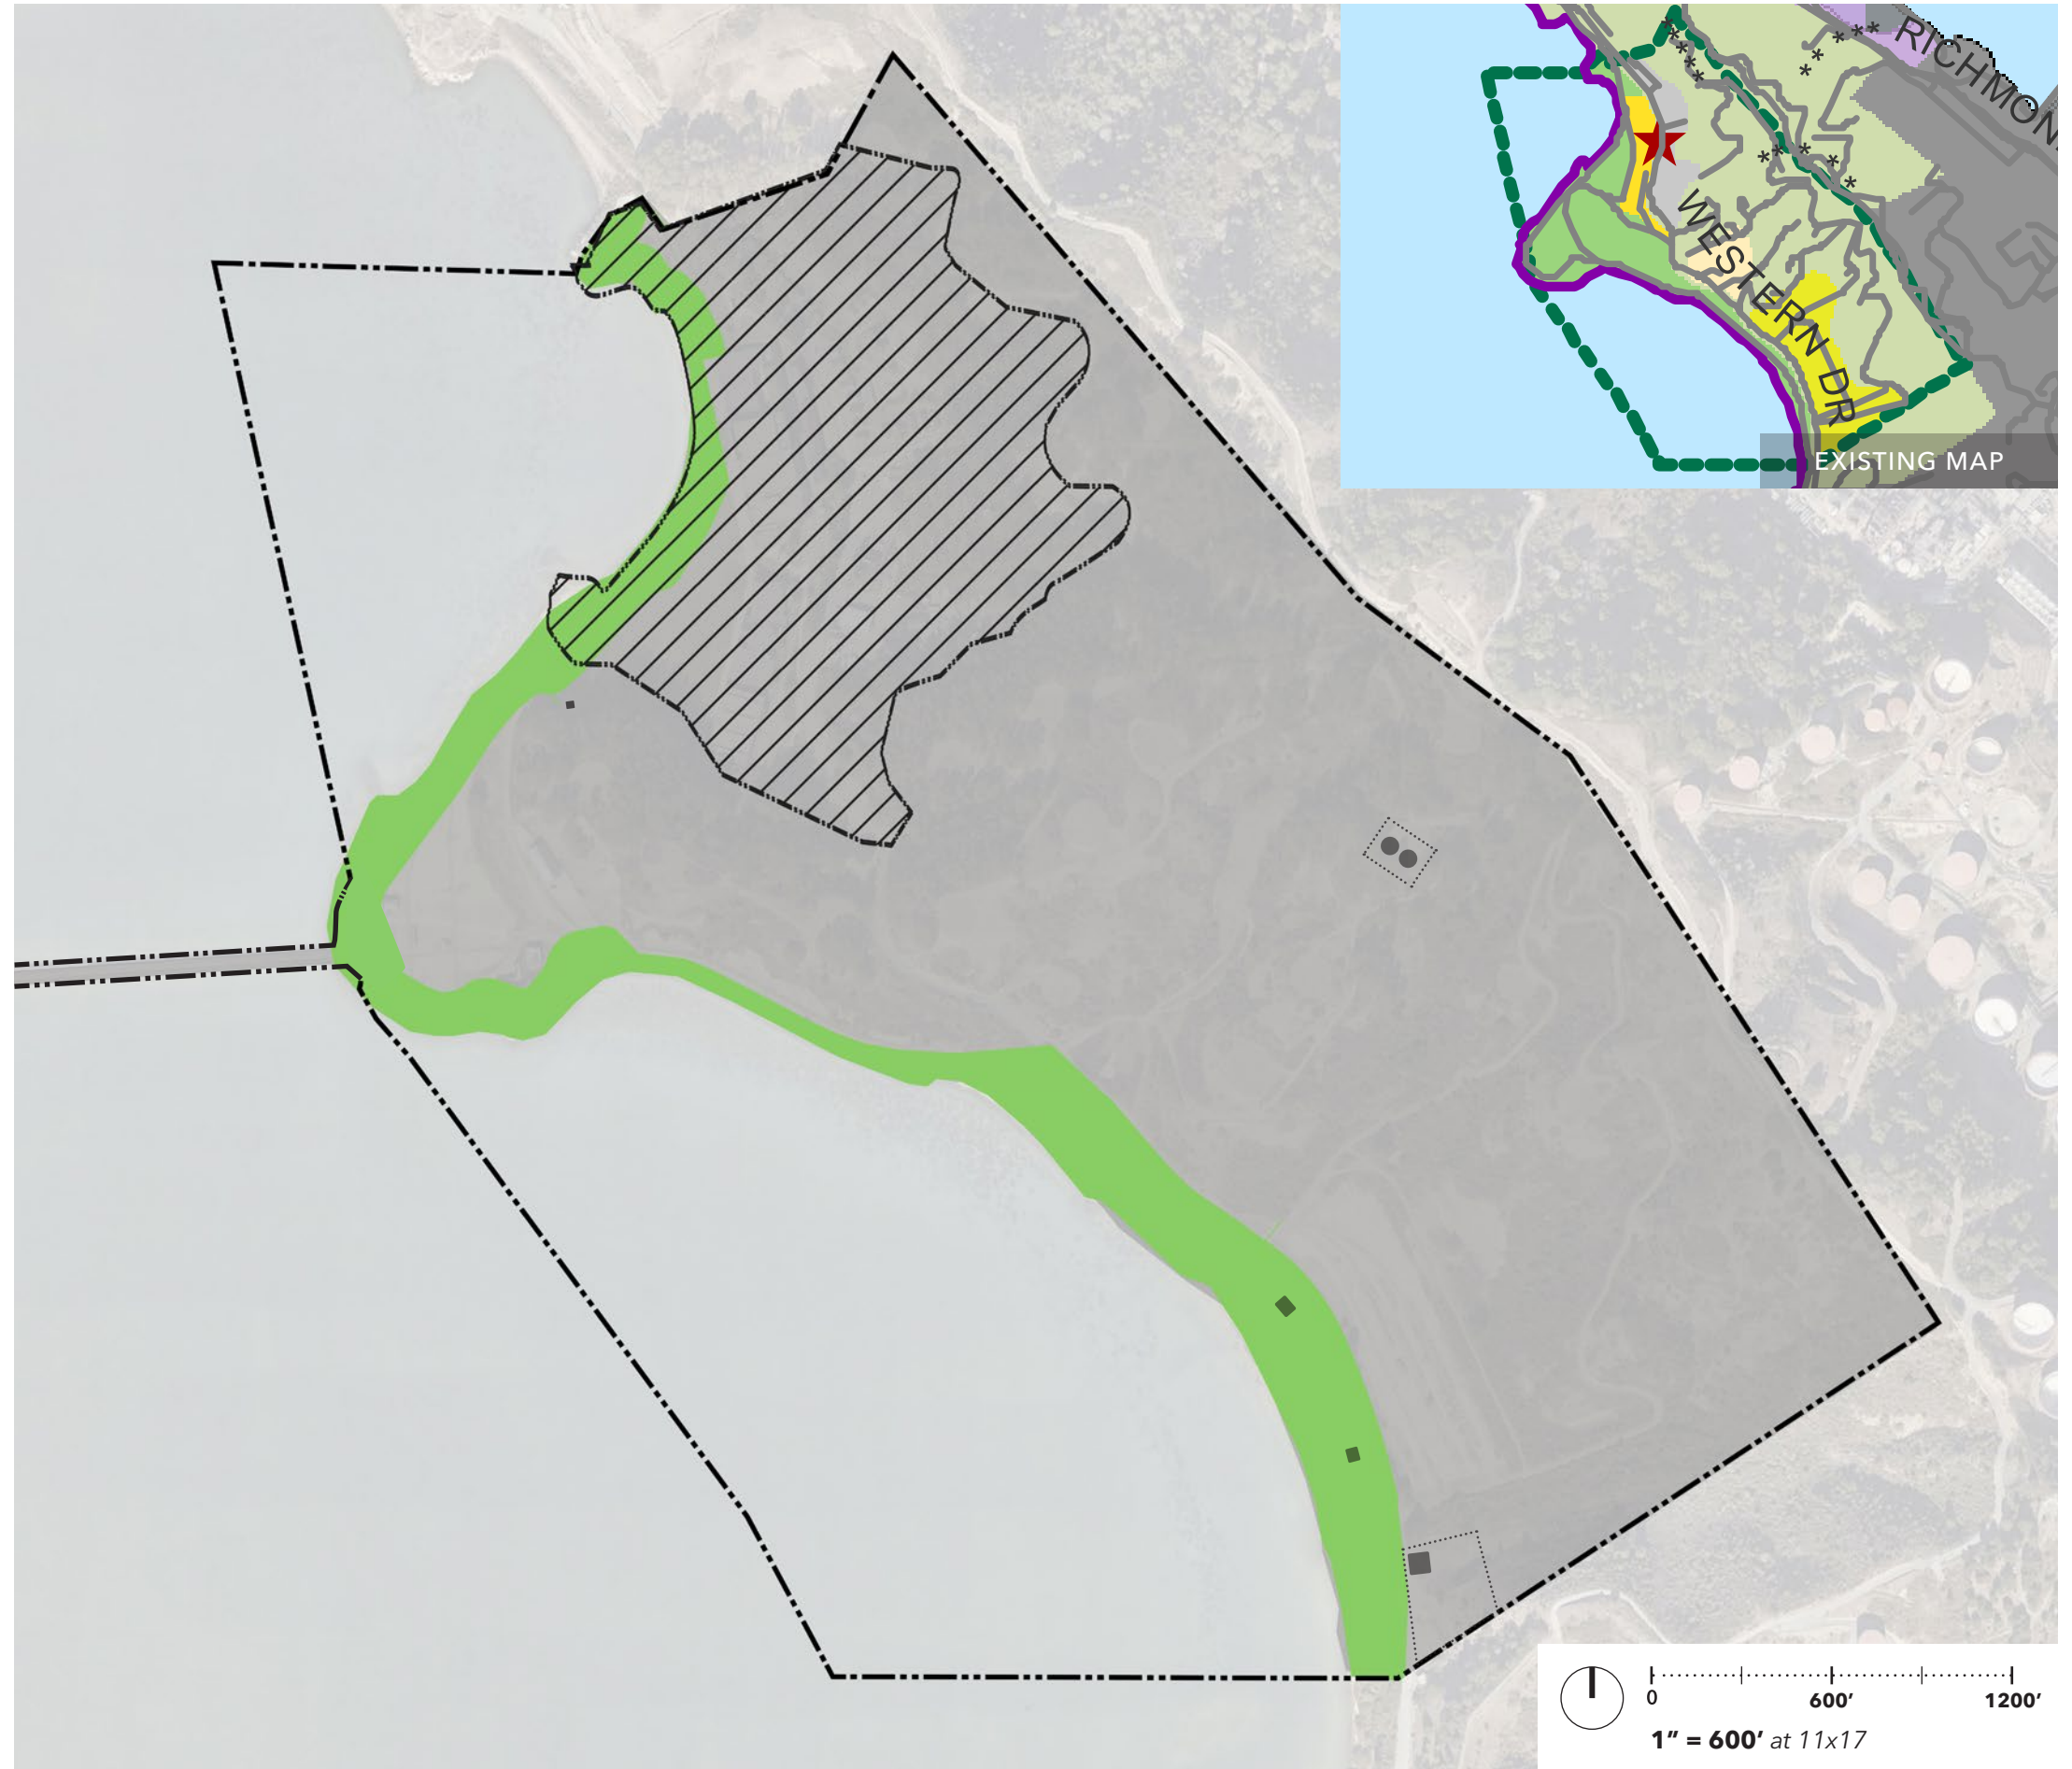 RICHMON
WESTERN DR
EXISTING MAP
0 600’ 1200’
1” = 600’ at 11x17